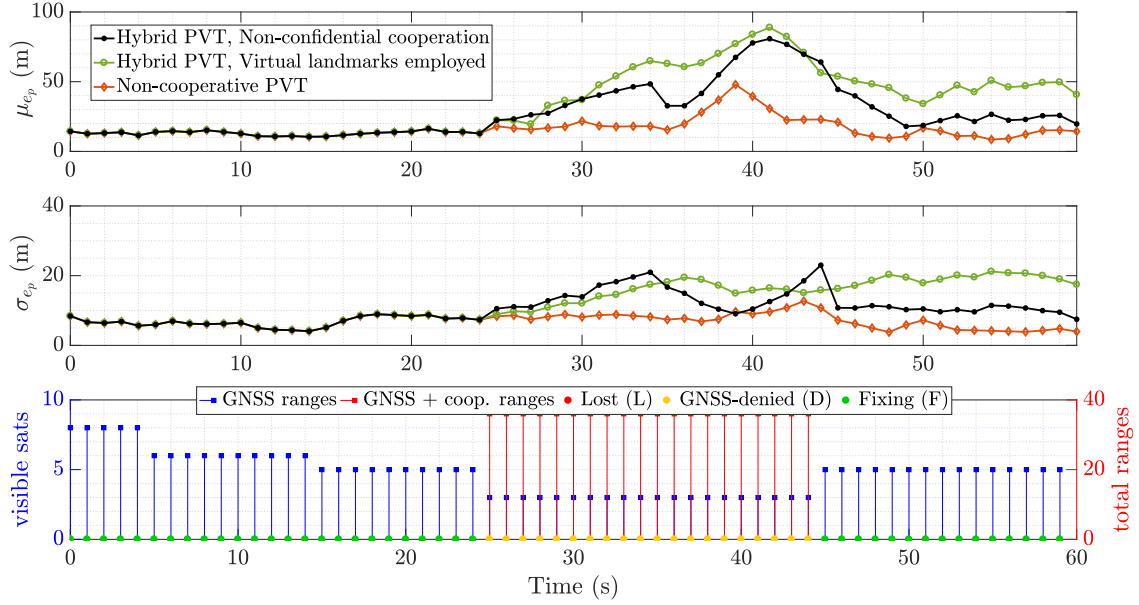 100
50
0
μ_{e_p} (m)
Hybrid PVT, Non-confidential cooperation
Hybrid PVT, Virtual landmarks employed
Non-cooperative PVT
0 10 20 30 40 50
40
20
0
σ_{e_p} (m)
0 10 20 30 40 50
GNSS ranges GNSS + coop. ranges Lost (L) GNSS-denied (D) Fixing (F)
10
5
0
visible sats
40
20
0
total ranges
0 10 20 30 40 50 60
Time (s)